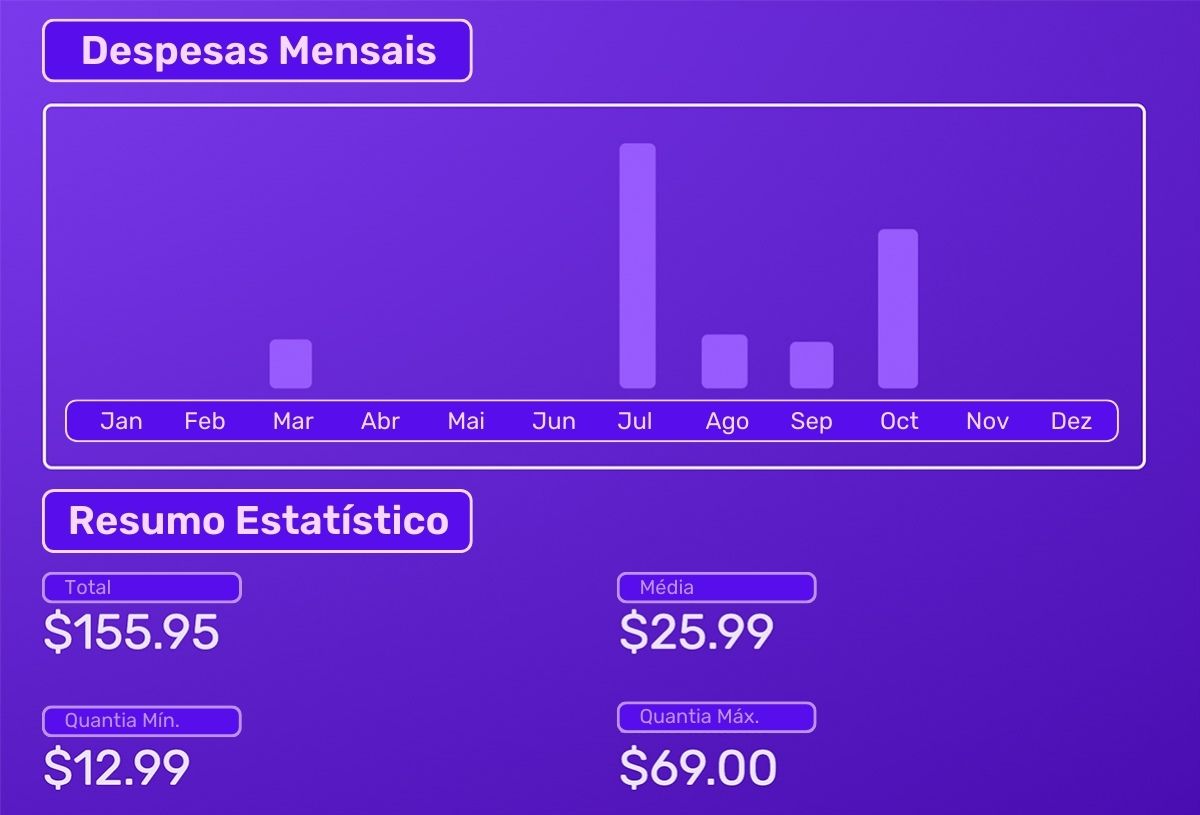 Despesas Mensais
Jan Feb Mar Abr Mai Jun Jul Ago Sep Oct Nov Dez
Resumo Estatístico
Total
$155.95
Média
$25.99
Quantia Mín.
$12.99
Quantia Máx.
$69.00